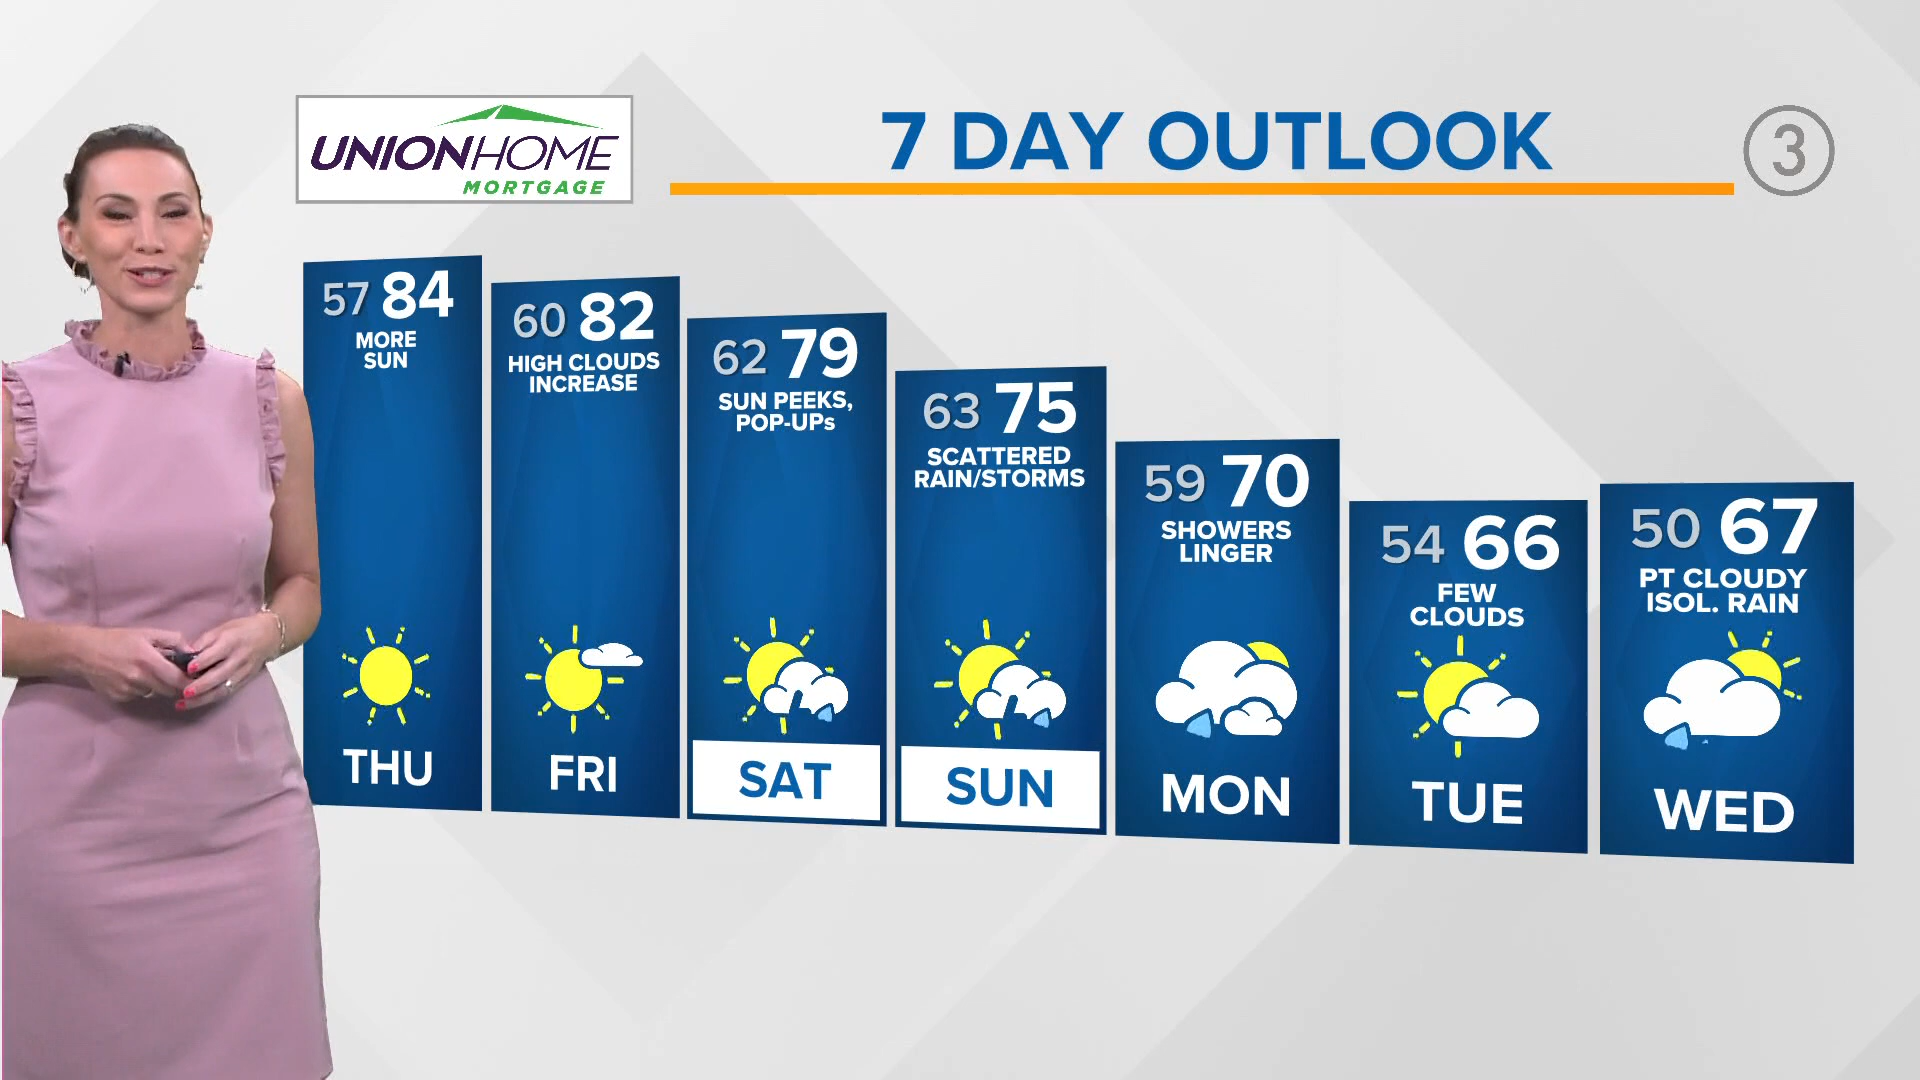 UNIONHOME
MORTGAGE
7 DAY OUTLOOK
3
57 84
MORE
SUN
THU
60 82
HIGH CLOUDS
INCREASE
FRI
62 79
SUN PEEKS,
POP-UPs
SAT
63 75
SCATTERED
RAIN/STORMS
SUN
59 70
SHOWERS
LINGER
MON
54 66
FEW
CLOUDS
TUE
50 67
PT CLOUDY
ISOL. RAIN
WED